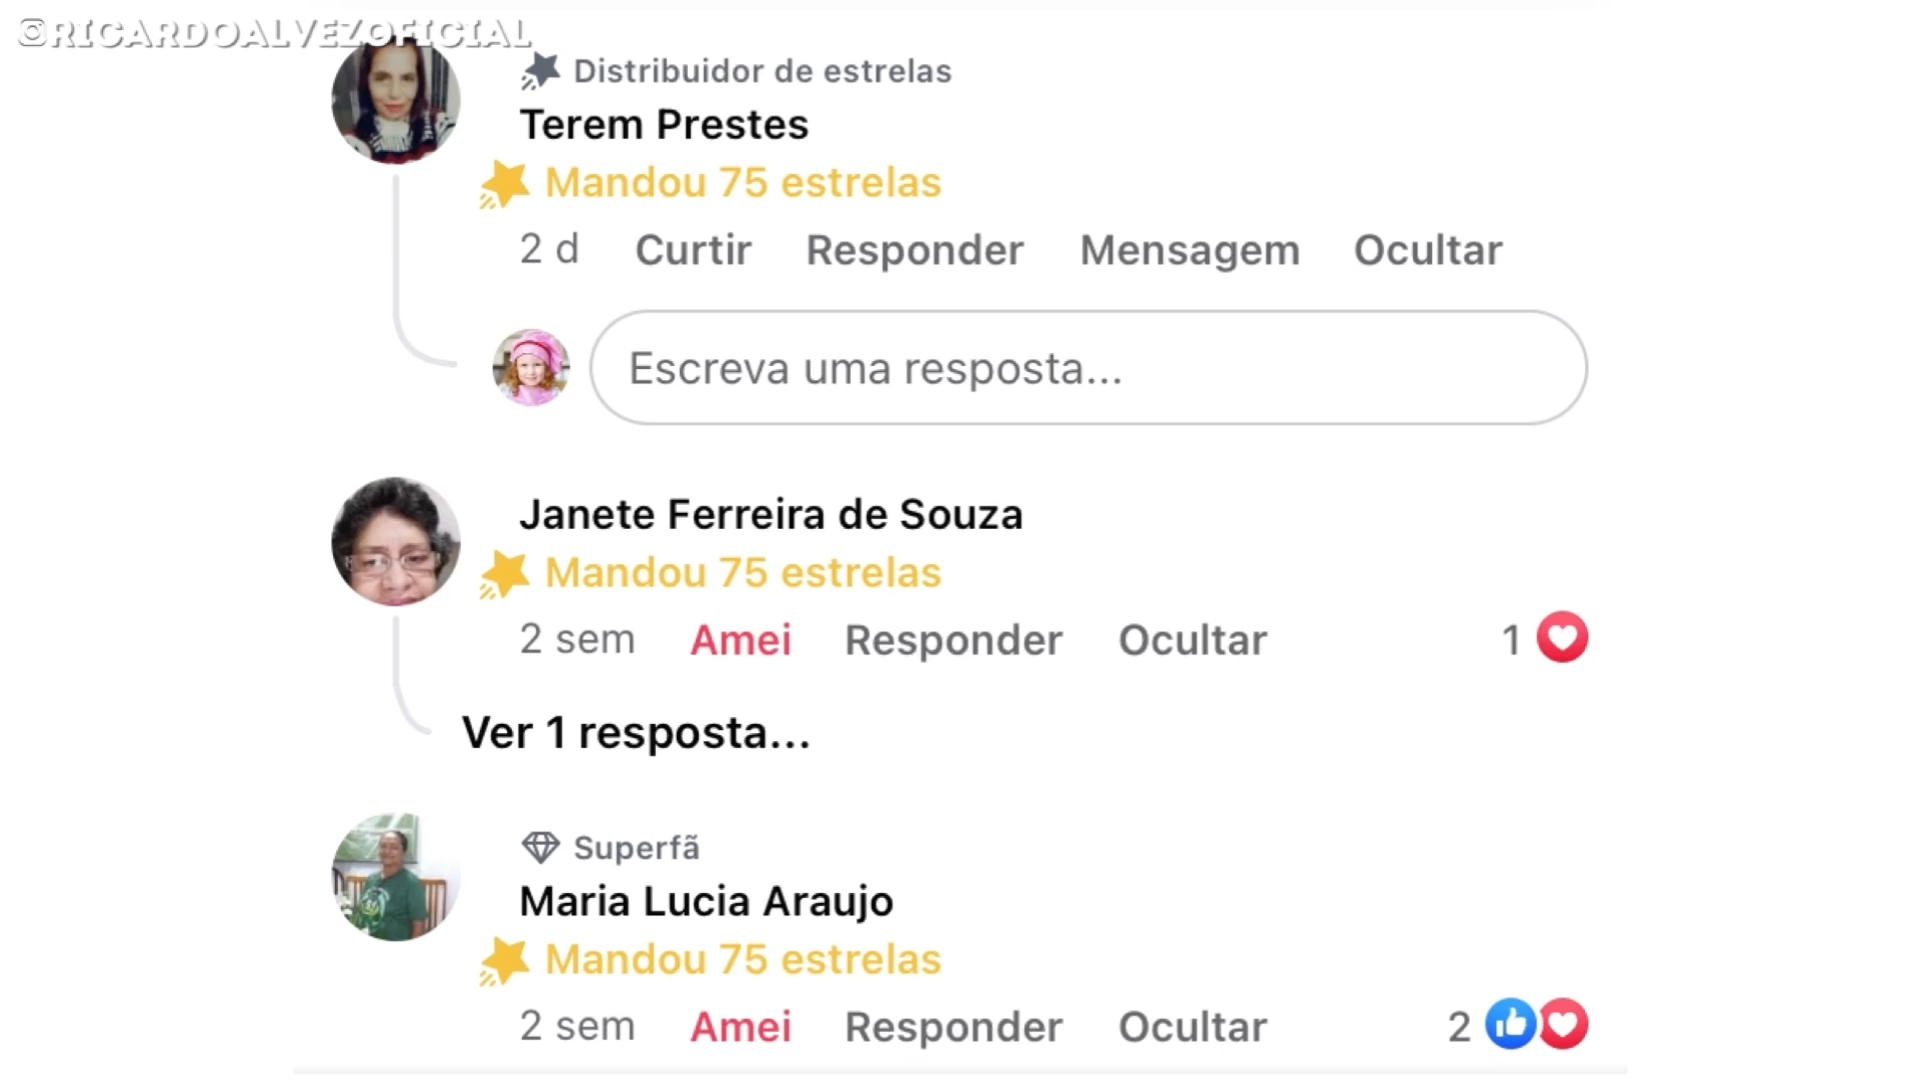 @RICARDOALVEZOFICIAL
Distribuidor de estrelas
Terem Prestes
Mandou 75 estrelas
2 d Curtir Responder Mensagem Ocultar
Escreva uma resposta...
Janete Ferreira de Souza
Mandou 75 estrelas
2 sem Amei Responder Ocultar 1
Ver 1 resposta...
Superfã
Maria Lucia Araujo
Mandou 75 estrelas
2 sem Amei Responder Ocultar 2